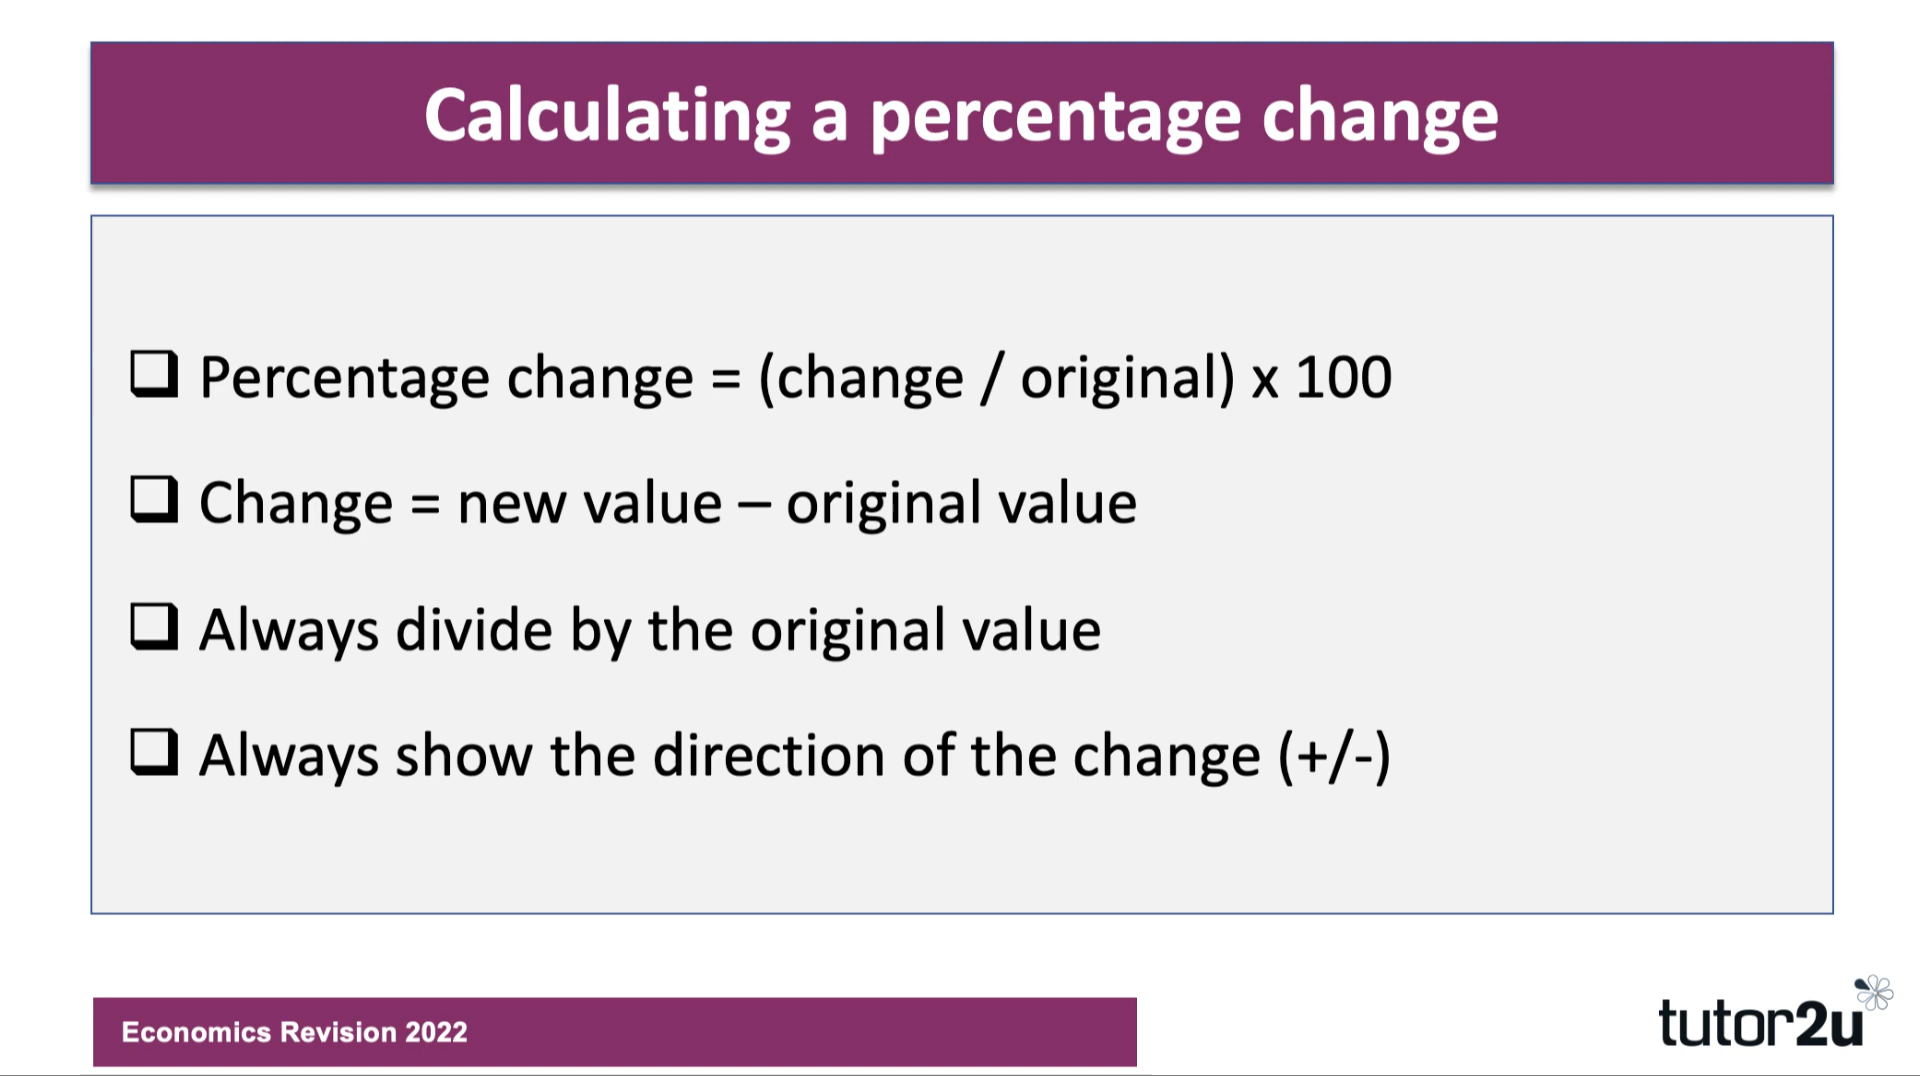 Calculating a percentage change
❑ Percentage change = (change / original) x 100
❑ Change = new value – original value
❑ Always divide by the original value
❑ Always show the direction of the change (+/-)
Economics Revision 2022
tutor2u